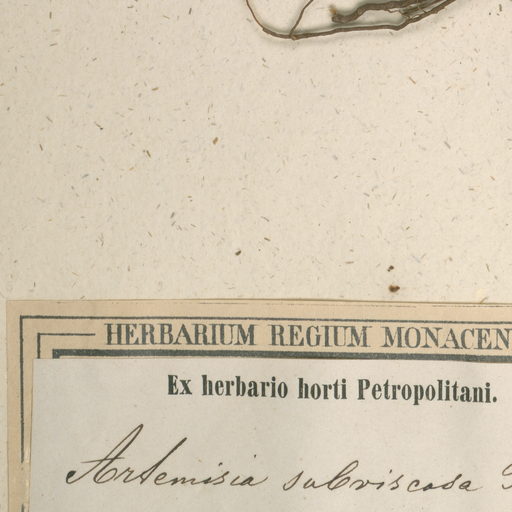 HERBARIUM REGIUM MONACEN
Ex herbario horti Petropolitani.
Artemisia subviscosa